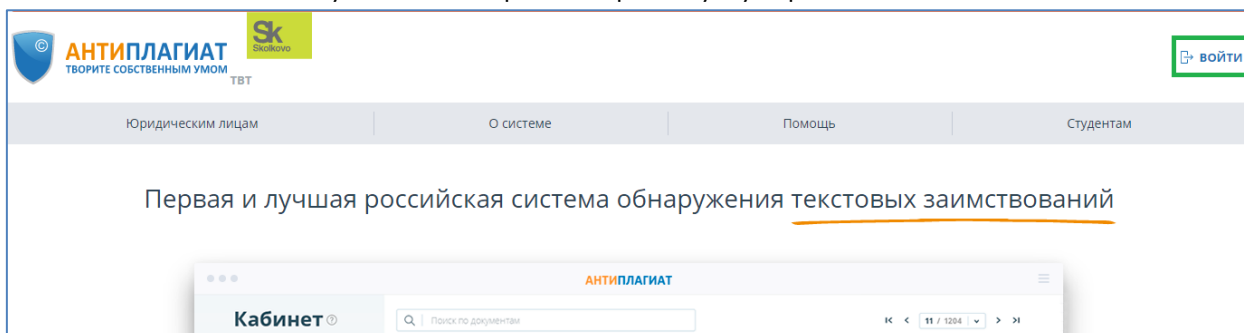 Sk
Skolkovo
©
АНТИПЛАГИАТ
ТВОРИТЕ СОБСТВЕННЫМ УМОМ
ТВТ
ВОЙТИ
Юридическим лицам
О системе
Помощь
Студентам
Первая и лучшая российская система обнаружения текстовых заимствований
АНТИПЛАГИАТ
Кабинет ?
Поиск по документам
11 / 1204